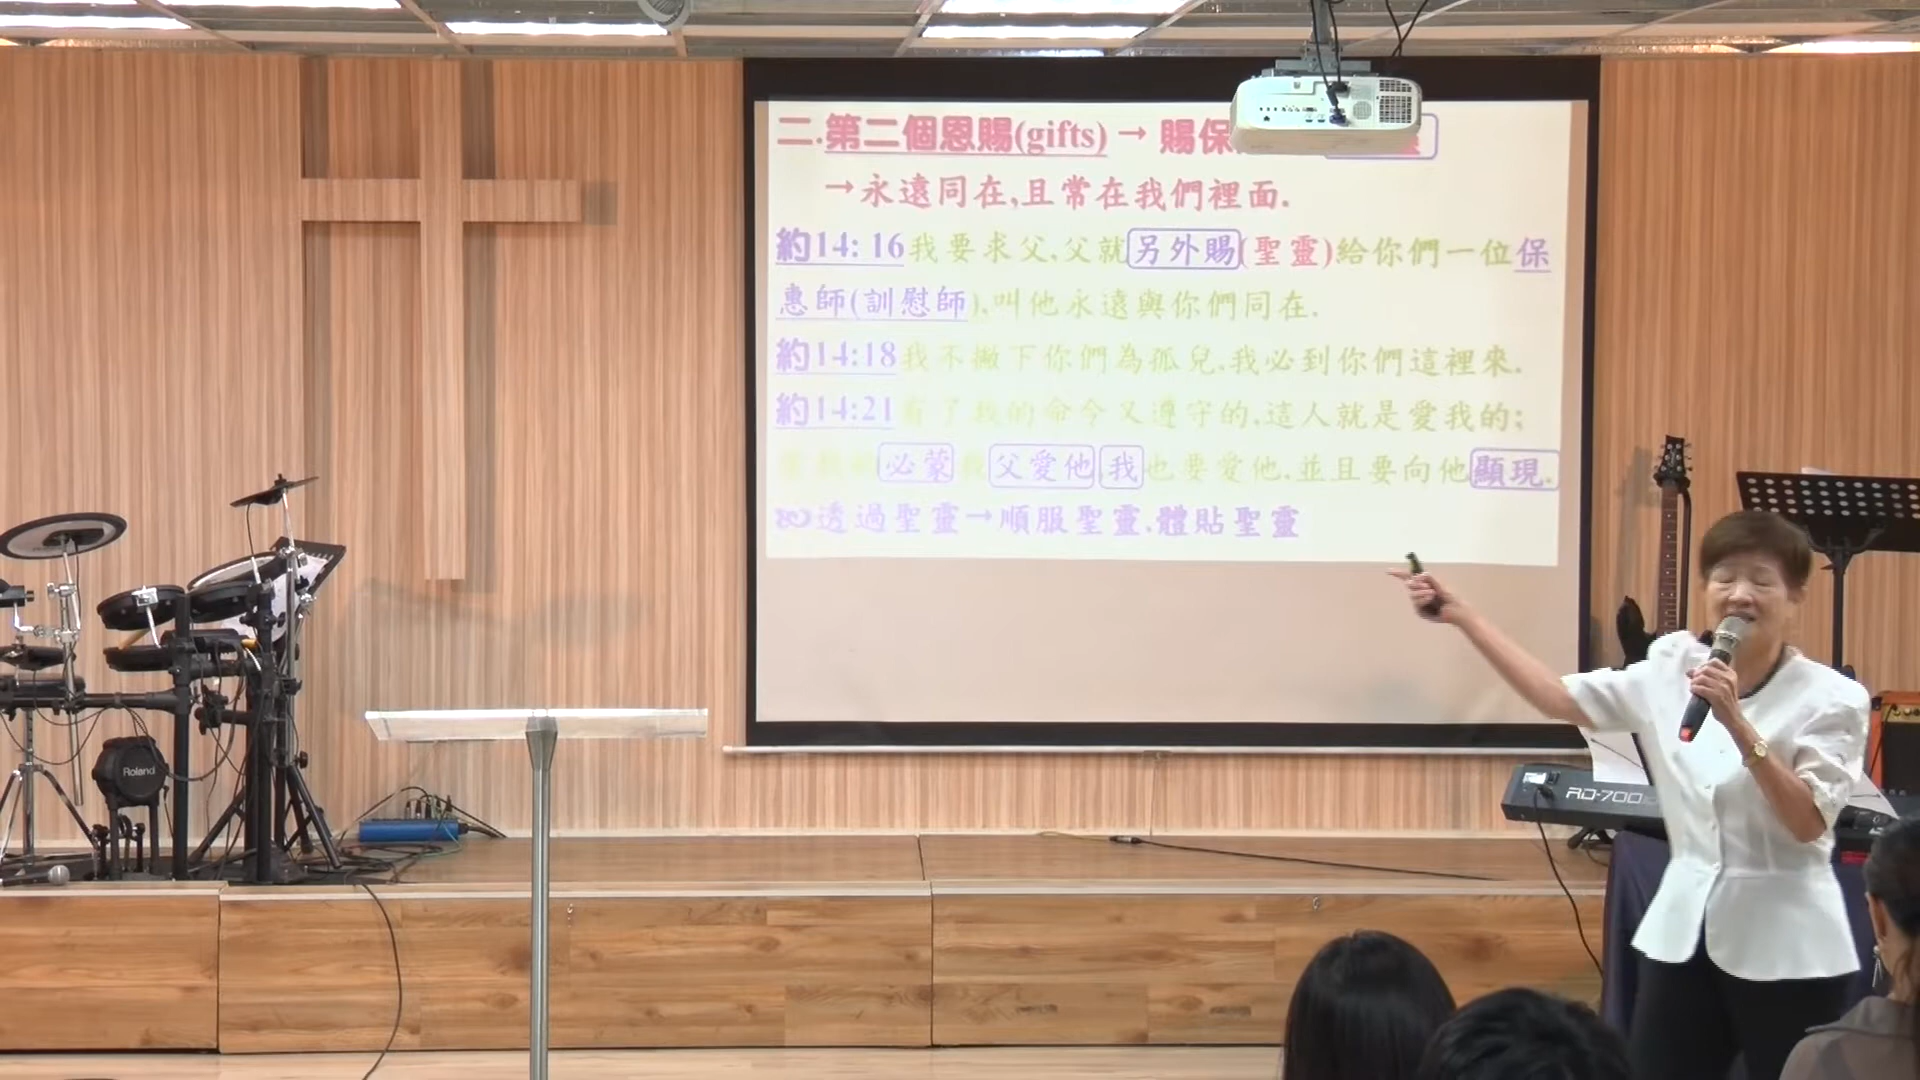 二.第二個恩賜(gifts)→ 賜保
→永遠同在,且常在我們裡面.
約14: 16我要求父,父就另外賜(聖靈)給你們一位保
惠師(訓慰師),叫他永遠與你們同在.
約14:18我不撇下你們為孤兒,我必到你們這裡來.
約14:21有了我的命令又遵守的,這人就是愛我的;
必蒙我父愛他,我也要愛他,並且要向他顯現.
透過聖靈→順服聖靈.體貼聖靈
Roland
RD-700